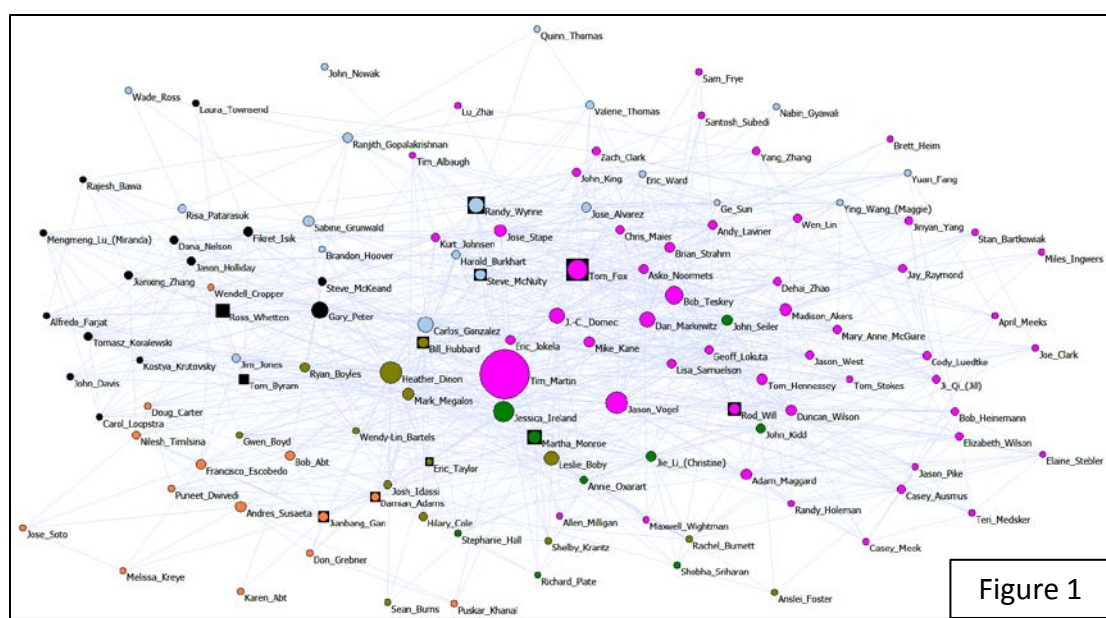 Quinn_Thomas
John_Nowak
Sam_Frye
Wade_Ross
Laura_Townsend
Lu_Zhai
Valerie_Thomas
Nabin_Gyawali
Santosh_Subedi
Ranjith_Gopalakrishnan
Brett_Heim
Tim_Albaugh
Zach_Clark
Yang_Zhang
John_King
Eric_Ward
Yuan_Fang
Rajesh_Bawa
Risa_Patarasuk
Randy_Wynne
Jose_Alvarez
Ge_Sun
Ying_Wang_(Maggie)
Sabine_Grunwald
Andy_Laviner
Wen_Lin
Jinyan_Yang
Mengmeng_Lu_(Miranda)
Dana_Nelson
Fikret_Isik
Kurt_Johnsen
Jose_Stape
Chris_Maier
Stan_Bartkowiak
Brandon_Hoover
Harold_Burkhart
Brian_Strahm
Miles_Ingwers
Jason_Holliday
Jianxing_Zhang
Steve_McKeand
Steve_McNulty
Tom_Fox
Asko_Noormets
Dehai_Zhao
Jay_Raymond
Wendell_Cropper
Bob_Teskey
Alfredo_Farjat
Ross_Whetten
Gary_Peter
Carlos_Gonzalez
J.-C._Domec
Dan_Markewitz
John_Seiler
Madison_Akers
April_Meeks
Mary_Anne_McGuire
Tomasz_Koralewski
Bill_Hubbard
Eric_Jokela
Mike_Kane
Geoff_Lokuta
Joe_Clark
Kostya_Krutovsky
Jim_Jones
Lisa_Samuelson
Jason_West
Cody_Luedtke
John_Davis
Tom_Byram
Ryan_Boyles
Heather_Dinon
Tim_Martin
Tom_Hennessey
Tom_Stokes
Ji_Qi_(Jill)
Mark_Megalos
Doug_Carter
Carol_Loopstra
Jessica_Ireland
Jason_Vogel
Rod_Will
Duncan_Wilson
Bob_Heinemann
Nilesh_Timilsina
Gwen_Boyd
Wendy-Lin_Bartels
Martha_Monroe
John_Kidd
Elizabeth_Wilson
Francisco_Escobedo
Bob_Abt
Eric_Taylor
Leslie_Boby
Jie_Li_(Christine)
Elaine_Stebler
Puneet_Dwivedi
Josh_Idassi
Annie_Oxarart
Adam_Maggard
Jason_Pike
Damian_Adams
Casey_Ausmus
Andres_Susaeta
Jianbang_Gan
Hilary_Cole
Allen_Milligan
Maxwell_Wightman
Randy_Holeman
Teri_Medsker
Jose_Soto
Stephanie_Hall
Shelby_Krantz
Rachel_Burnett
Casey_Meek
Don_Grebner
Melissa_Kreye
Richard_Plate
Shobha_Sriharan
Karen_Abt
Sean_Burns
Puskar_Khanal
Anslei_Foster
Figure 1